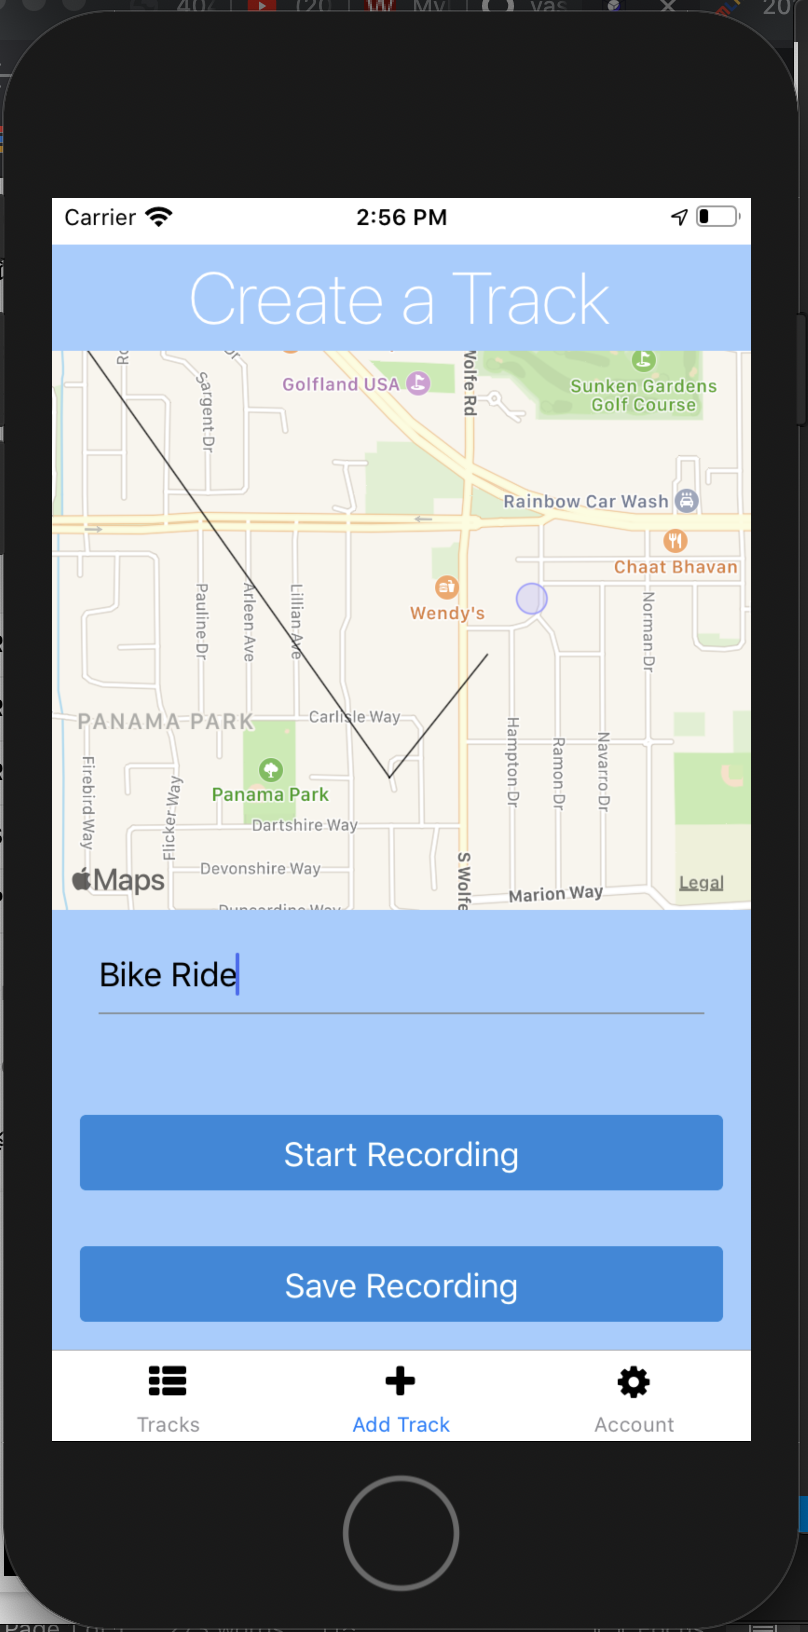 20
Carrier
2:56 PM
Create a Track
Golfland USA
Wolfe Rd
Sunken Gardens
Golf Course
Sargent Dr
Rainbow Car Wash
Chaat Bhavan
Wendy's
Pauline Dr
Arleen Ave
Lillian Ave
Norman Dr
PANAMA PARK
Carlisle Way
Hampton Dr
Ramon Dr
Navarro Dr
Firebird Way
Flicker Way
Panama Park
Dartshire Way
Devonshire Way
S Wolfe
Marion Way
Maps
Legal
Bike Ride
Start Recording
Save Recording
Tracks
Add Track
Account